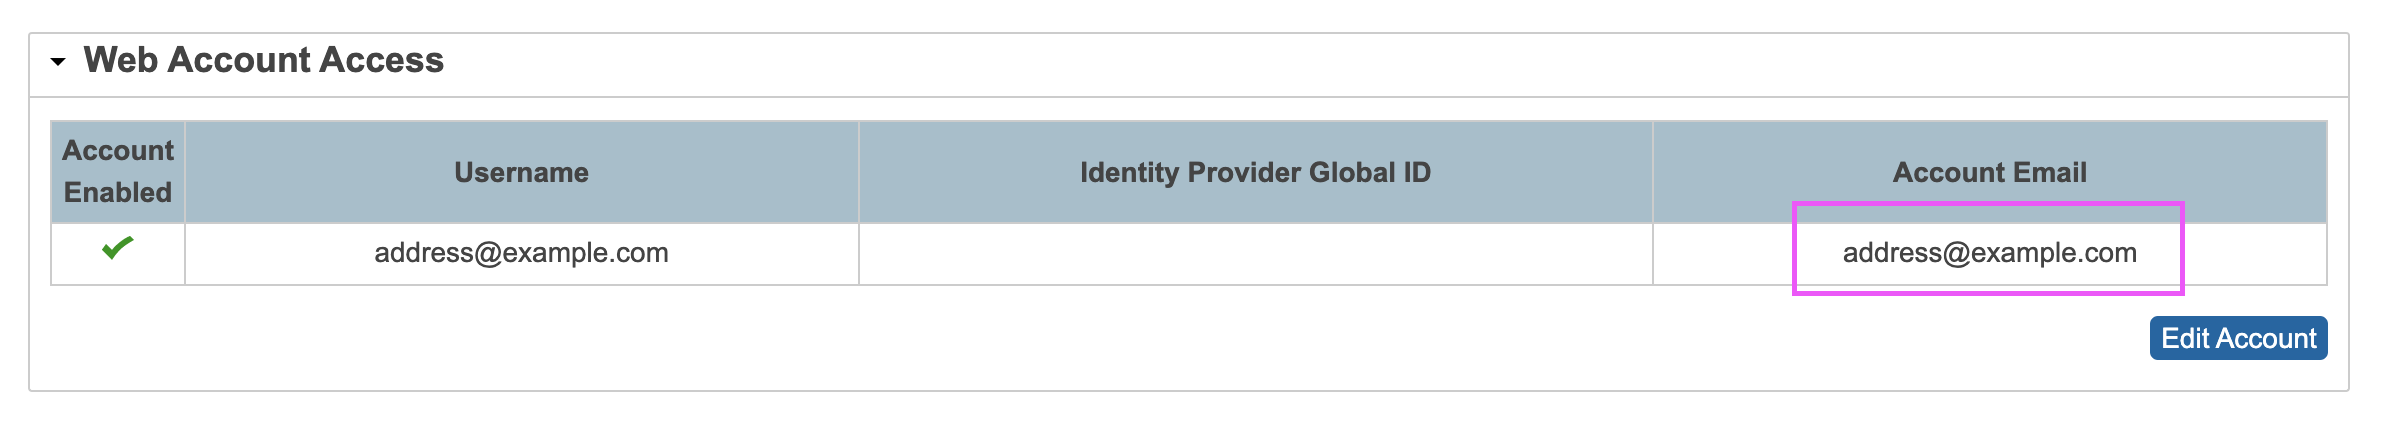 Web Account Access
Account
Enabled
Username
Identity Provider Global ID
Account Email
address@example.com
address@example.com
Edit Account